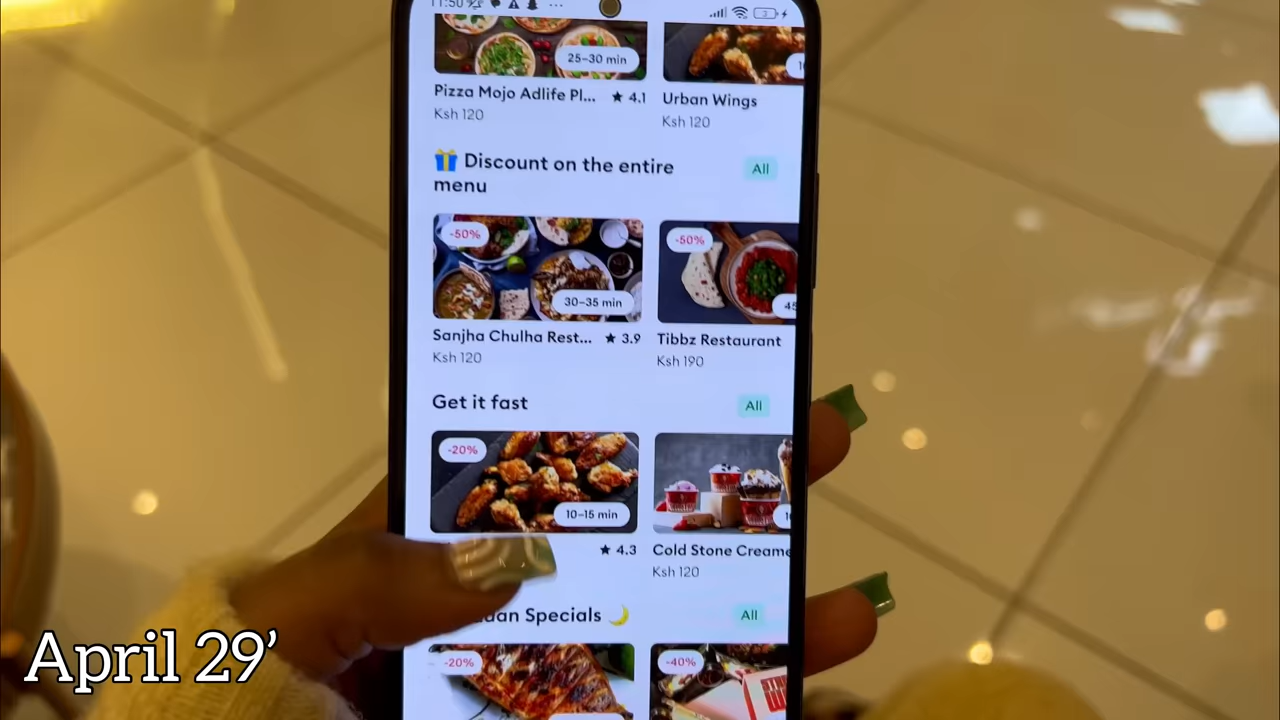 11:50
25–30 min
Pizza Mojo Adlife Pl... ★ 4.1
Ksh 120
Urban Wings
Ksh 120
🎁 Discount on the entire
menu
All
-50%
30–35 min
Sanjha Chulha Rest... ★ 3.9
Ksh 120
-50%
45
Tibbz Restaurant
Ksh 190
Get it fast
All
-20%
10–15 min
★ 4.3
Cold Stone Creame
Ksh 120
Specials 🌙
All
-20%
-40%
April 29’